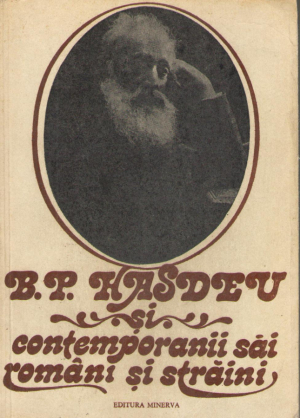 B.P. HASDEU
și
contemporanii săi
români și străini
EDITURA MINERVA